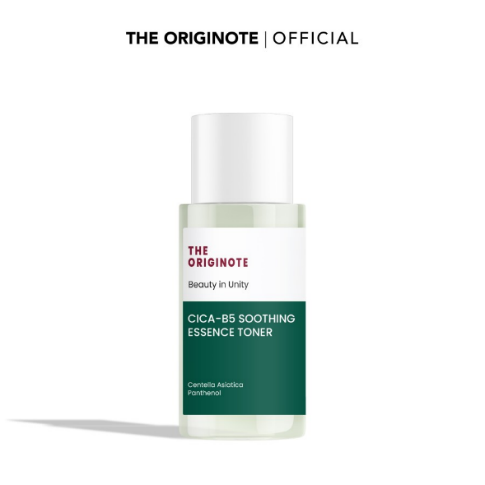 THE ORIGINOTE | OFFICIAL
THE
ORIGINOTE
Beauty in Unity
CICA-B5 SOOTHING
ESSENCE TONER
Centella Asiatica
Panthenol